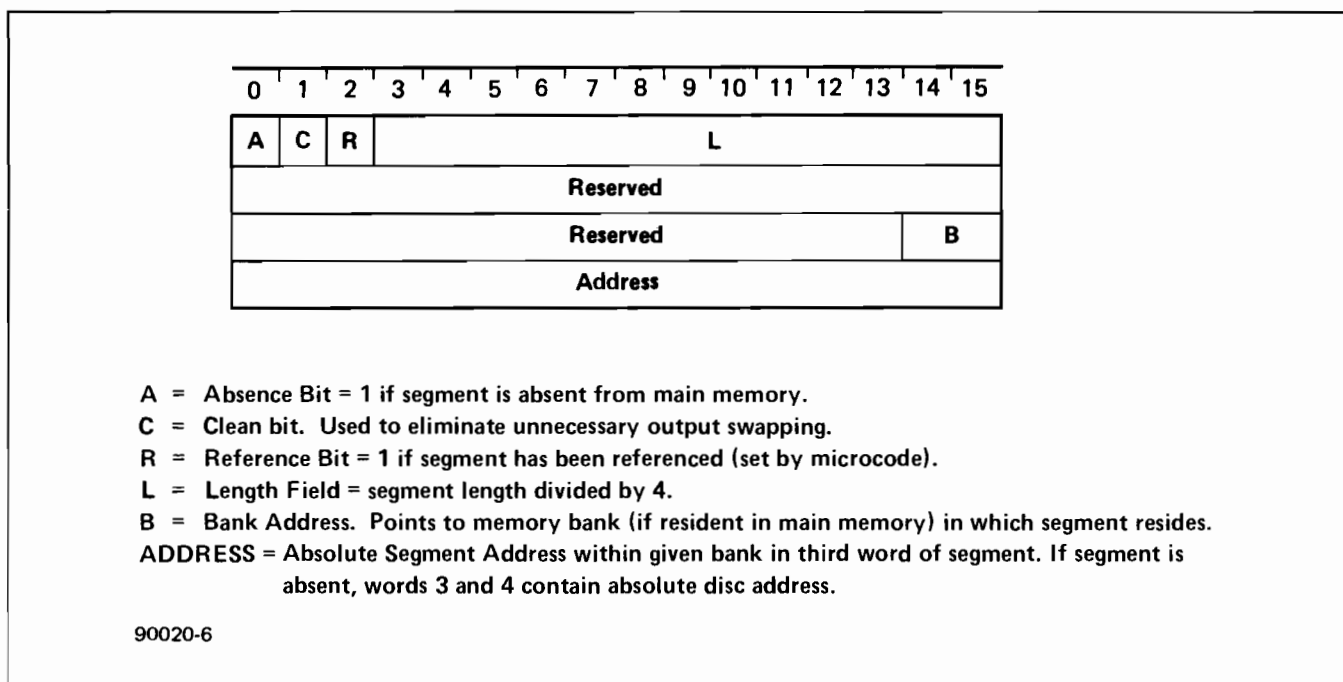 0 1 2 3 4 5 6 7 8 9 10 11 12 13 14 15
A C R L
Reserved
Reserved B
Address
A = Absence Bit = 1 if segment is absent from main memory.
C = Clean bit. Used to eliminate unnecessary output swapping.
R = Reference Bit = 1 if segment has been referenced (set by microcode).
L = Length Field = segment length divided by 4.
B = Bank Address. Points to memory bank (if resident in main memory) in which segment resides.
ADDRESS = Absolute Segment Address within given bank in third word of segment. If segment is
absent, words 3 and 4 contain absolute disc address.
90020-6